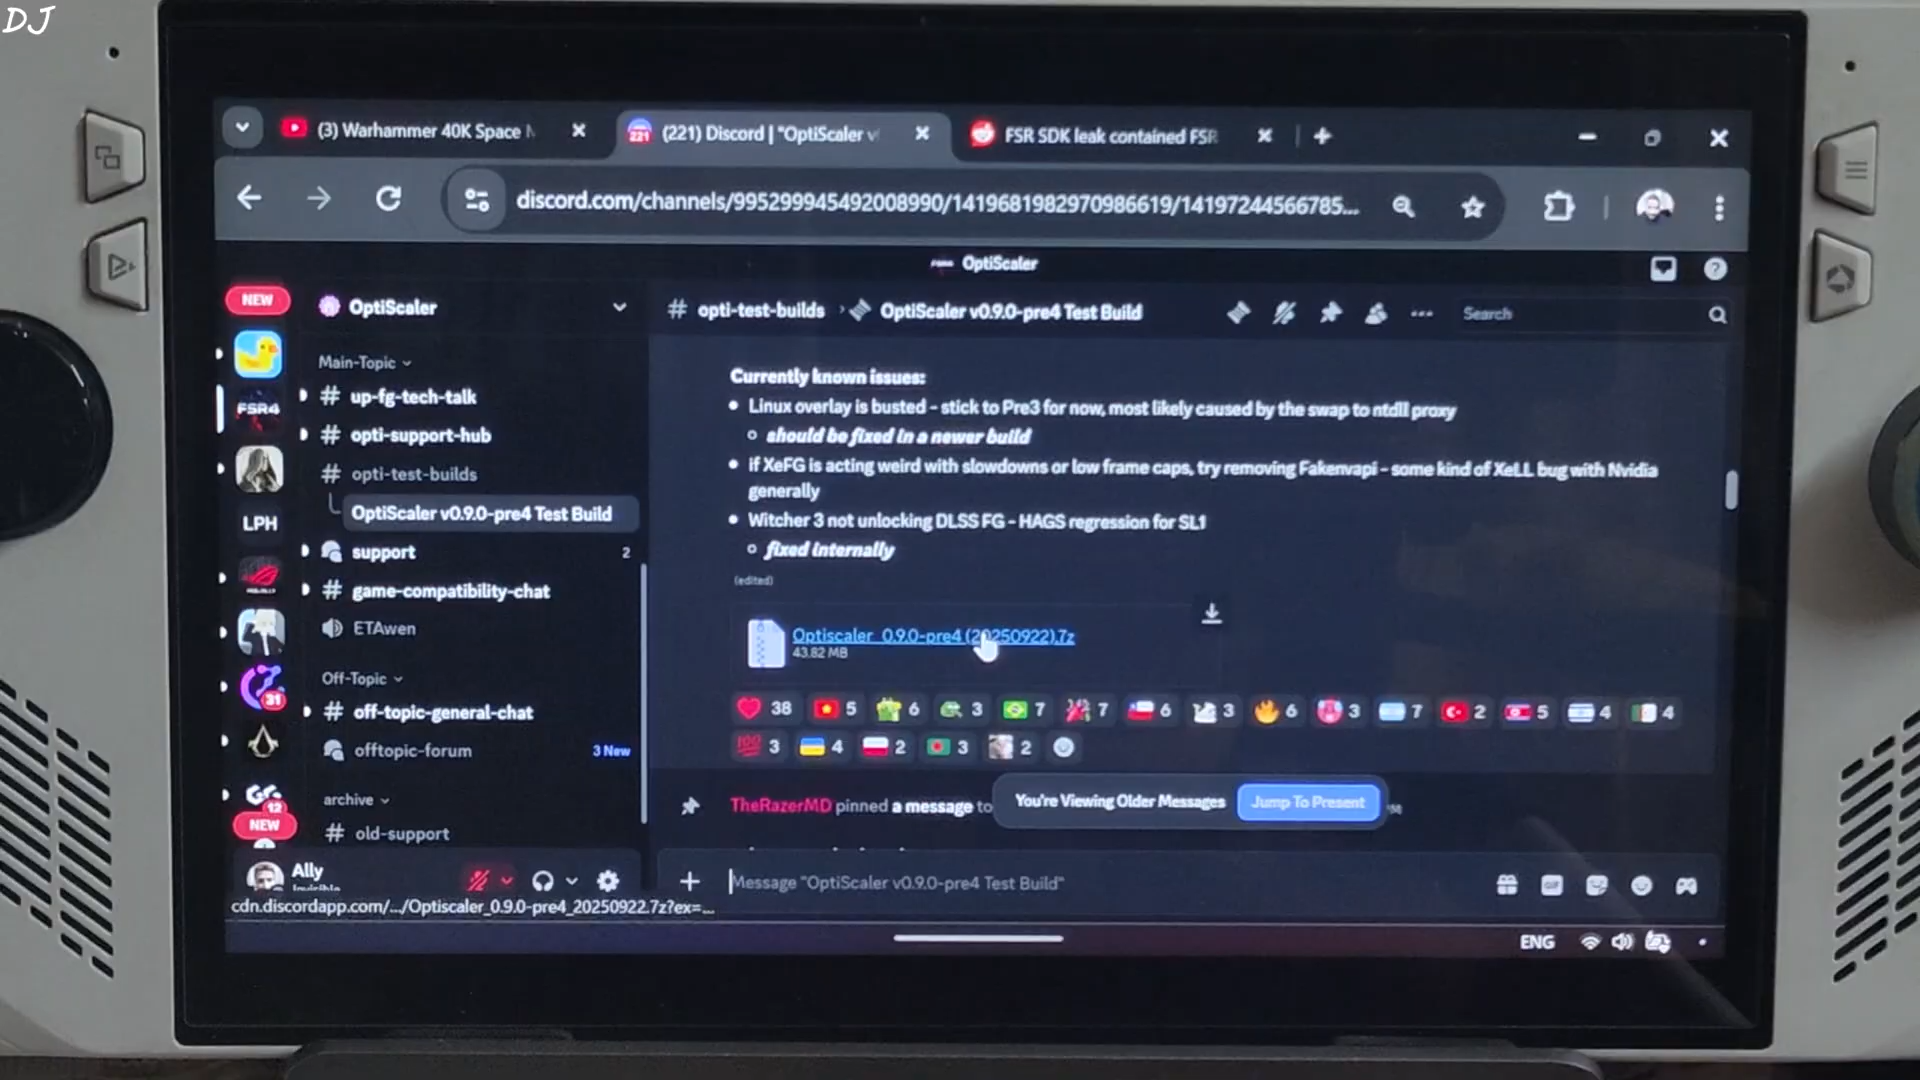 DJ
(3) Warhammer 40K Space M
221
(221) Discord | "OptiScaler v
FSR SDK leak contained FSR
discord.com/channels/995299945492008990/1419681982970986619/14197244566785...
OptiScaler
NEW
OptiScaler
# opti-test-builds
OptiScaler v0.9.0-pre4 Test Build
Search
Main-Topic
# up-fg-tech-talk
FSR4
# opti-support-hub
# opti-test-builds
OptiScaler v0.9.0-pre4 Test Build
LPH
support
2
# game-compatibility-chat
ETAwen
Off-Topic
31
# off-topic-general-chat
offtopic-forum
3 New
archive
12
NEW
# old-support
Currently known issues:
• Linux overlay is busted - stick to Pre3 for now, most likely caused by the swap to ntdll proxy
should be fixed in a newer build
• if XeFG is acting weird with slowdowns or low frame caps, try removing Fakenvapi - some kind of XeLL bug with Nvidia
generally
• Witcher 3 not unlocking DLSS FG - HAGS regression for SL1
fixed internally
(edited)
Optiscaler_0.9.0-pre4 (20250922).7z
43.82 MB
38 5 6 3 7 7 6 3 6 3 7 2 5 4 4
100 3 4 2 3 2
TheRazerMD pinned a message to
You're Viewing Older Messages
Jump To Present
Ally
Invisible
Message "OptiScaler v0.9.0-pre4 Test Build"
GIF
cdn.discordapp.com/.../Optiscaler_0.9.0-pre4_20250922.7z?ex=...
ENG